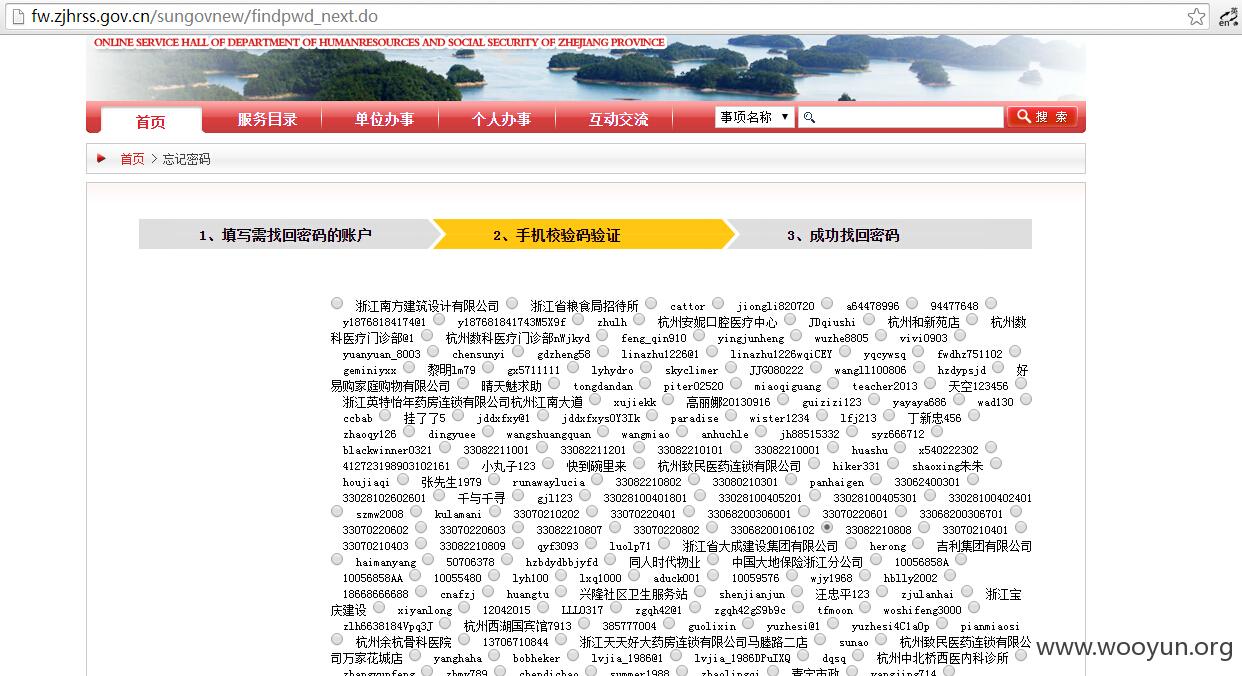 fw.zjhrss.gov.cn/sungovnew/findpwd_next.do
ONLINE SERVICE HALL OF DEPARTMENT OF HUMANRESOURCES AND SOCIAL SECURITY OF ZHEJIANG PROVINCE
首页 服务目录 单位办事 个人办事 互动交流 事项名称 搜 索
首页 > 忘记密码
1、填写需找回密码的账户 2、手机校验码验证 3、成功找回密码
浙江南方建筑设计有限公司 浙江省粮食局招待所 cattor jiongli820720 a64478996 94477648
y18768184174@1 y187681841743M5X9f zhulh 杭州安妮口腔医疗中心 JDqiushi 杭州和新苑店 杭州数
科医疗门诊部@1 杭州数科医疗门诊部nWjkyd feng_qin910 yingjunheng wuzhe8805 vivi0903
yuanyuan_8003 chensunyi gdzheng58 linazhu1226@1 linazhu1226wqiCEY yqcywsq fwdhz751102
geminiyxx 黎明lm79 gx5711111 lyhydro skyclimer JJG080222 wangll100806 hzdypsjd 好
易购家庭购物有限公司 晴天魅求助 tongdandan piter02520 miaoqiguang teacher2013 天空123456
浙江英特怡年药房连锁有限公司杭州江南大道 xujiekk 高丽娜20130916 guizizi123 yayaya686 wad130
ccbab 挂了了5 jddxfxy@1 jddxfxysOY3Ik paradise wister1234 lfj213 丁新忠456
zhaoqy126 dingyuee wangshuangquan wangmiao anhuchle jh88515332 syz666712
blackwinner0321 33082211001 33082211201 33082210101 33082210001 huashu x540222302
412723198903102161 小丸子123 快到碗里来 杭州致民医药连锁有限公司 hiker331 shaoxing朱朱
houjiaqi 张先生1979 runawaylucia 33082210802 33080210301 panhaigen 33062400301
33028102602601 千与千寻 gjl123 33028100401801 33028100405201 33028100405301 33028100402401
szmw2008 kulamani 33070210202 33070220401 33068200306001 33070220601 33068200306701
33070220602 33070220603 33082210807 33070220802 33068200106102 33082210808 33070210401
33070210403 33082210809 qyf3093 luolp71 浙江省大成建设集团有限公司 herong 吉利集团有限公司
haimanyang 50706378 hzbdydbbjyfd 同人时代物业 中国大地保险浙江分公司 10056858A
10056858AA 10055480 lyh100 lxq1000 aduck001 10059576 wjy1968 hblly2002
18668666688 cnafzj huangtu 兴隆社区卫生服务站 shenjianjun 汪忠平123 zjulanhai 浙江宝
庆建设 xiyanlong 12042015 LLL0317 zgqh42@1 zgqh42gS9b9c tfmoon woshifeng3000
zlh6638184Vpq3J 杭州西湖国宾馆7913 385777004 guolixin yuzhesi@1 yuzhesi4C1aOp pianmiaosi
杭州余杭骨科医院 13706710844 浙江天天好大药房连锁有限公司马塍路二店 sunao 杭州致民医药连锁有限公
司万家花城店 yanghaha bobheker lvjia_1986@1 lvjia_1986DPuIXQ dqsq 杭州中北桥西医内科诊所
zhangyunfeng zbmy789 chendichao summer1988 zhaolingqi yangjing714
www.wooyun.org